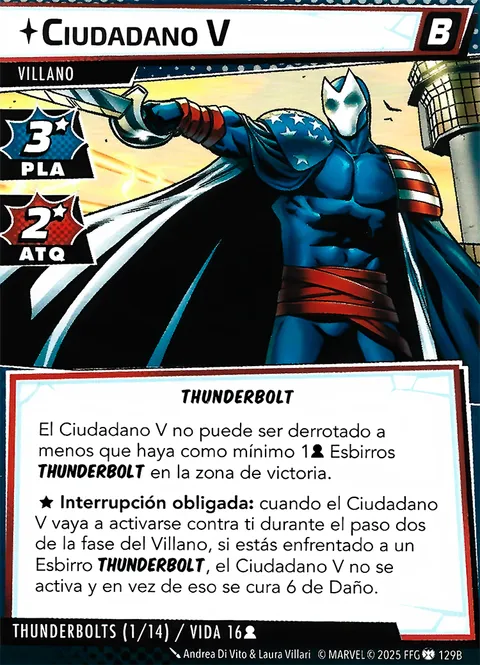 Ciudadano V
B
VILLANO
3
PLA
2
ATQ
THUNDERBOLT
El Ciudadano V no puede ser derrotado a
menos que haya como mínimo 1 Esbirros
THUNDERBOLT en la zona de victoria.
★ Interrupción obligada: cuando el Ciudadano
V vaya a activarse contra ti durante el paso dos
de la fase del Villano, si estás enfrentado a un
Esbirro THUNDERBOLT, el Ciudadano V no se
activa y en vez de eso se cura 6 de Daño.
THUNDERBOLTS (1/14) / VIDA 16
Andrea Di Vito & Laura Villari © MARVEL © 2025 FFG 129B